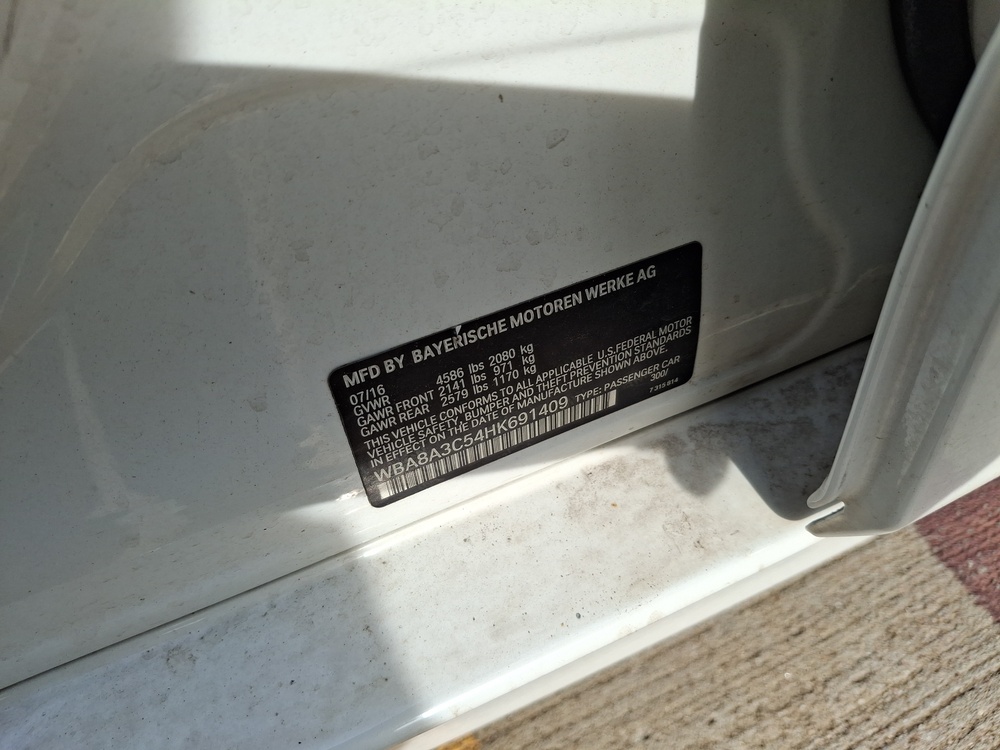 MFD BY BAYERISCHE MOTOREN WERKE AG
07/16
GVWR 4586 lbs 2080 kg
GAWR FRONT 2141 lbs 971 kg
GAWR REAR 2579 lbs 1170 kg
THIS VEHICLE CONFORMS TO ALL APPLICABLE U.S.FEDERAL MOTOR
VEHICLE SAFETY, BUMPER AND THEFT PREVENTION STANDARDS
IN EFFECT ON THE DATE OF MANUFACTURE SHOWN ABOVE.
WBA8A3C54HK691409 TYPE: PASSENGER CAR
300/
7 315 814